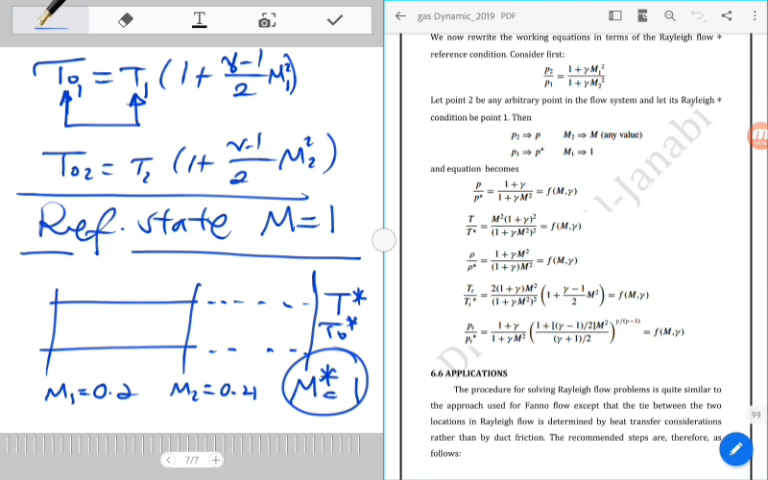 T₀₁ = T₁ (1 + γ-1/2 M₁²)
T₀₂ = T₂ (1 + γ-1/2 M₂²)
Ref. state M=1
T*
T₀*
M₁=0.2 M₂=0.4 M*=1
7/7
gas Dynamic_2019 PDF
We now rewrite the working equations in terms of the Rayleigh flow *
reference condition. Consider first:
p₂/p₁ = 1 + γM₁²/1 + γM₂²
Let point 2 be any arbitrary point in the flow system and let its Rayleigh *
condition be point 1. Then
p₂ ⇒ p M₂ ⇒ M (any value)
p₁ ⇒ p* M₁ ⇒ 1
and equation becomes
p/p* = 1 + γ/1 + γM² = f(M,γ)
T/T* = M²(1 + γ)²/(1 + γM²)² = f(M,γ)
ρ/ρ* = 1 + γM²/(1 + γ)M² = f(M,γ)
Tₜ/Tₜ* = 2(1 + γ)M²/(1 + γM²)² (1 + γ − 1/2 M²) = f(M,γ)
pₜ/pₜ* = 1 + γ/1 + γM² (1 + [(γ − 1)/2]M²/(γ + 1)/2)^γ/(γ−1) = f(M,γ)
6.6 APPLICATIONS
The procedure for solving Rayleigh flow problems is quite similar to
the approach used for Fanno flow except that the tie between the two
locations in Rayleigh flow is determined by heat transfer considerations
rather than by duct friction. The recommended steps are, therefore, as
follows:
99
l-Janabi